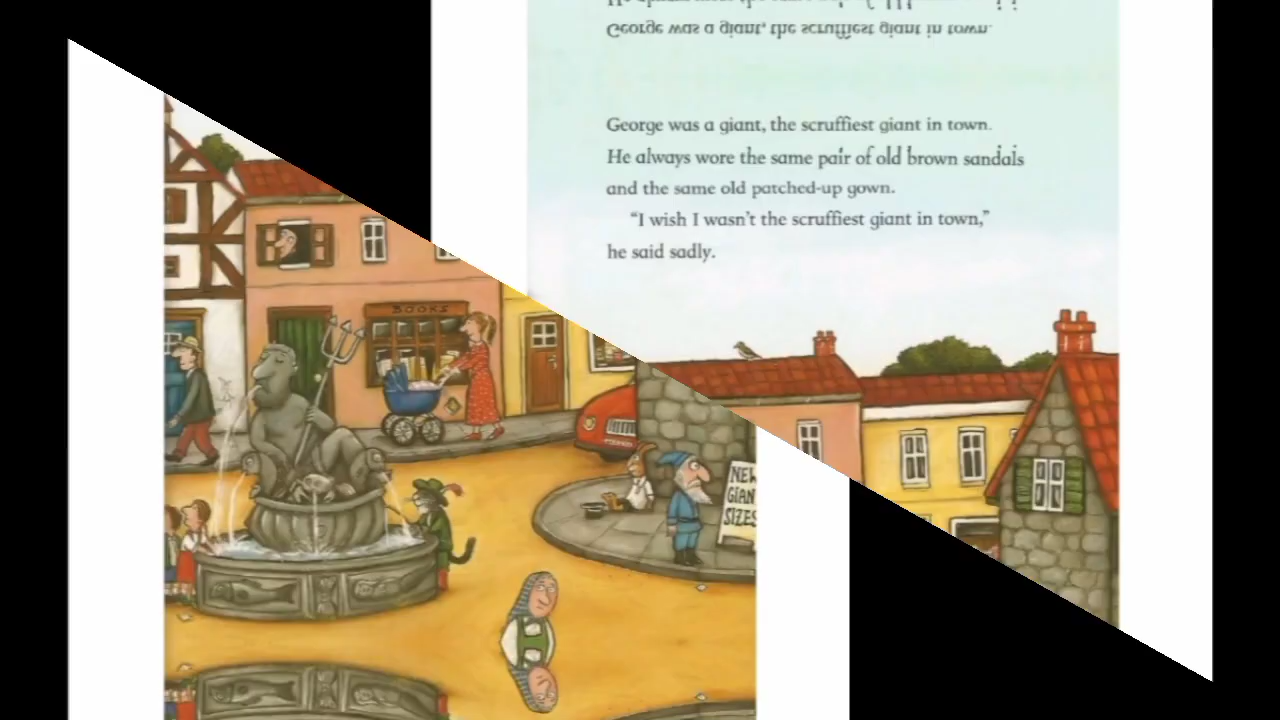 George was a giant, the scruffiest giant in town.
George was a giant, the scruffiest giant in town.
He always wore the same pair of old brown sandals
and the same old patched-up gown.
"I wish I wasn't the scruffiest giant in town,"
he said sadly.
BOOKS
NEW
GIAN
SIZES